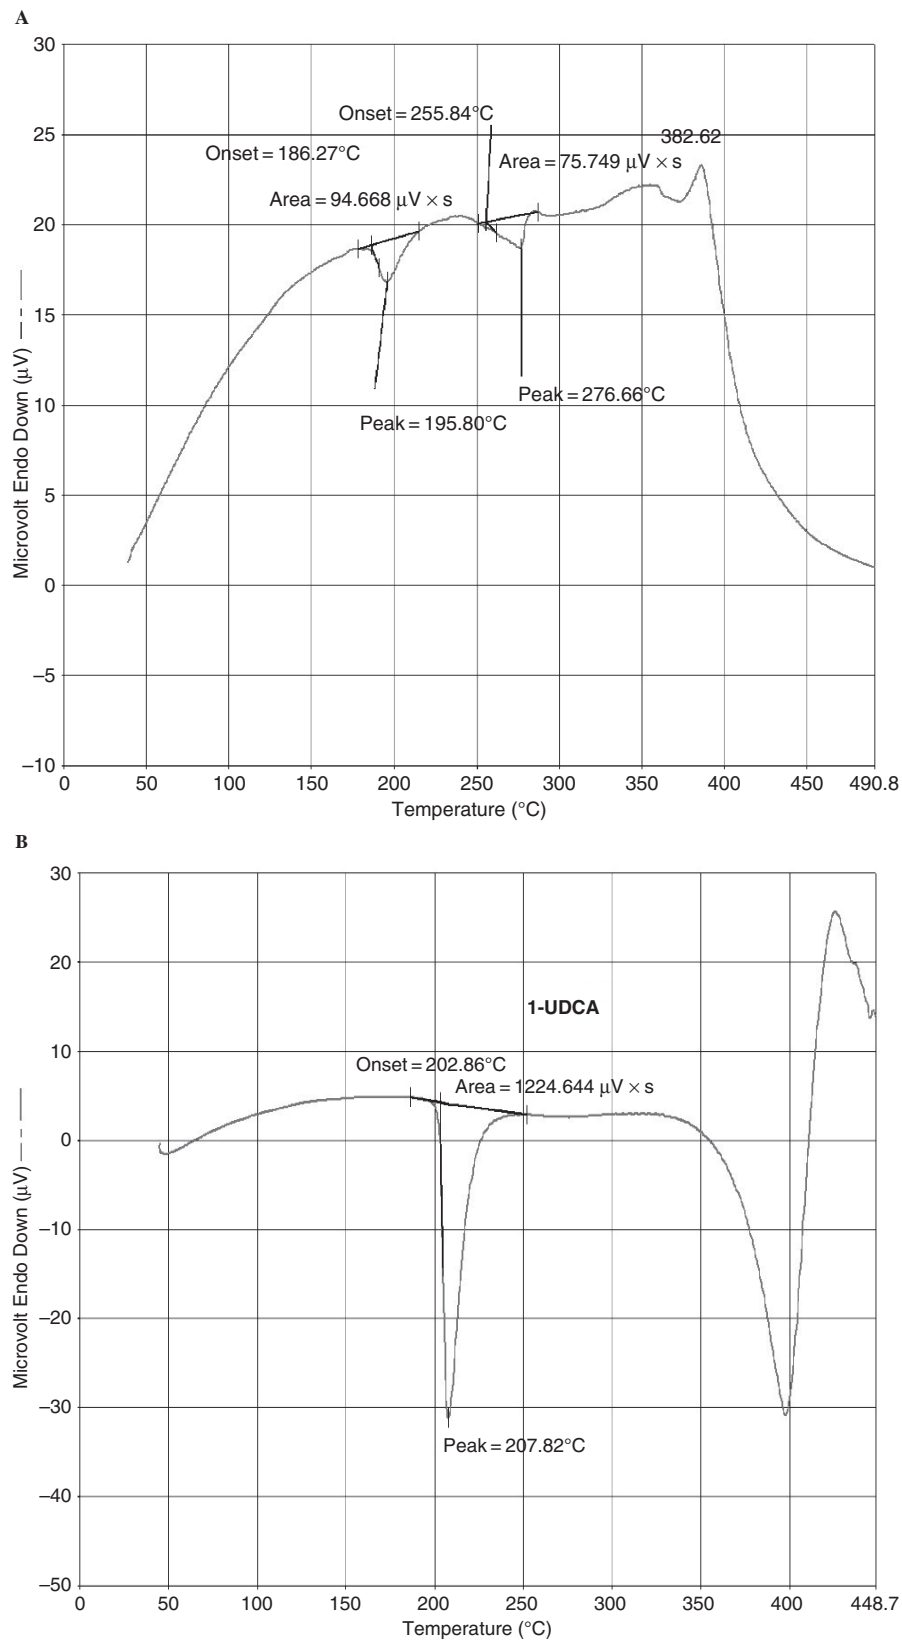 A
30
Onset = 255.84°C
25
382.62
Onset = 186.27°C
Area = 75.749 μV × s
Area = 94.668 μV × s
20
15
Microvolt Endo Down (μV)
Peak = 276.66°C
10
Peak = 195.80°C
5
0
−5
−10
0 50 100 150 200 250 300 350 400 450 490.8
Temperature (°C)
B
30
20
1-UDCA
10
Onset = 202.86°C
Area = 1224.644 μV × s
0
Microvolt Endo Down (μV)
−10
−20
−30
Peak = 207.82°C
−40
−50
0 50 100 150 200 250 300 350 400 448.7
Temperature (°C)